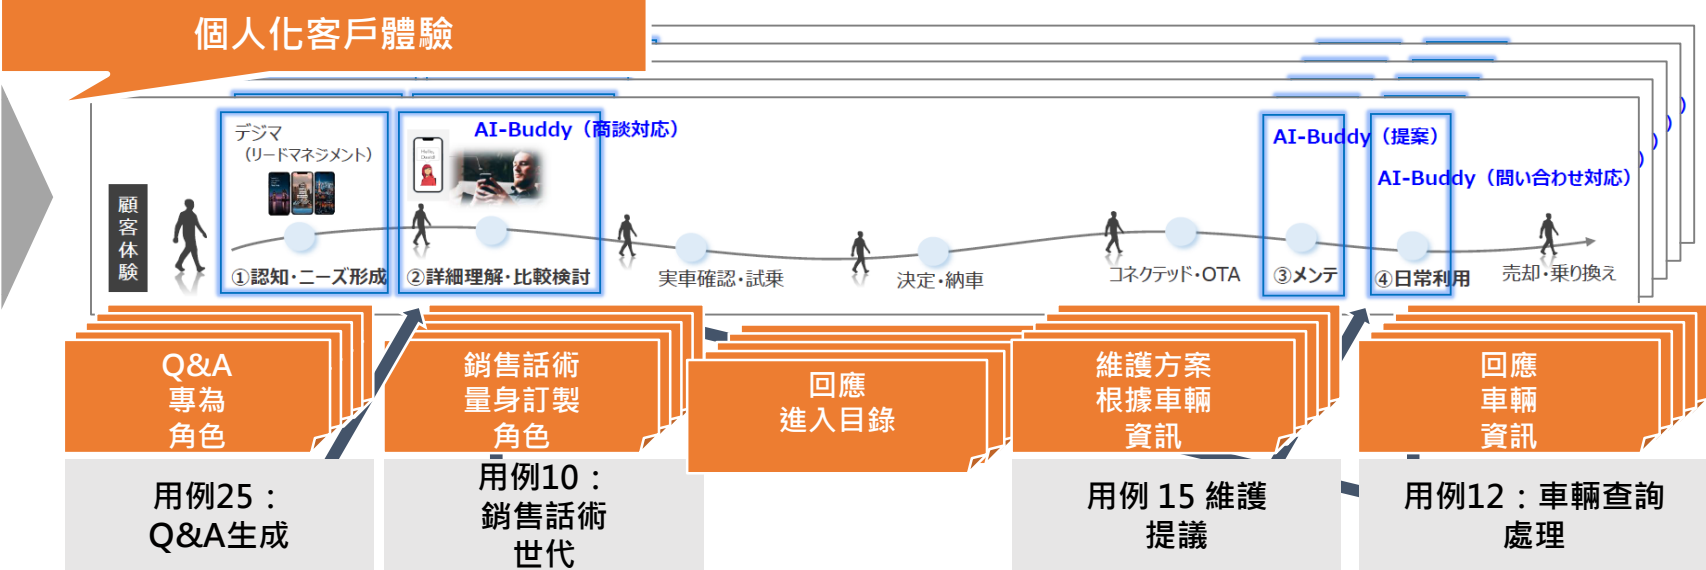 個人化客戶體驗
デジマ
（リードマネジメント）
AI-Buddy（商談対応）
AI-Buddy（提案）
AI-Buddy（問い合わせ対応）
顧客体験
①認知・ニーズ形成
②詳細理解・比較検討
実車確認・試乗
決定・納車
コネクテッド・OTA
③メンテ
④日常利用
売却・乗り換え
Q&A
專為
角色
銷售話術
量身訂製
角色
回應
進入目錄
維護方案
根據車輛
資訊
回應
車輛
資訊
用例25：
Q&A生成
用例10：
銷售話術
世代
用例 15 維護
提議
用例12：車輛查詢
處理